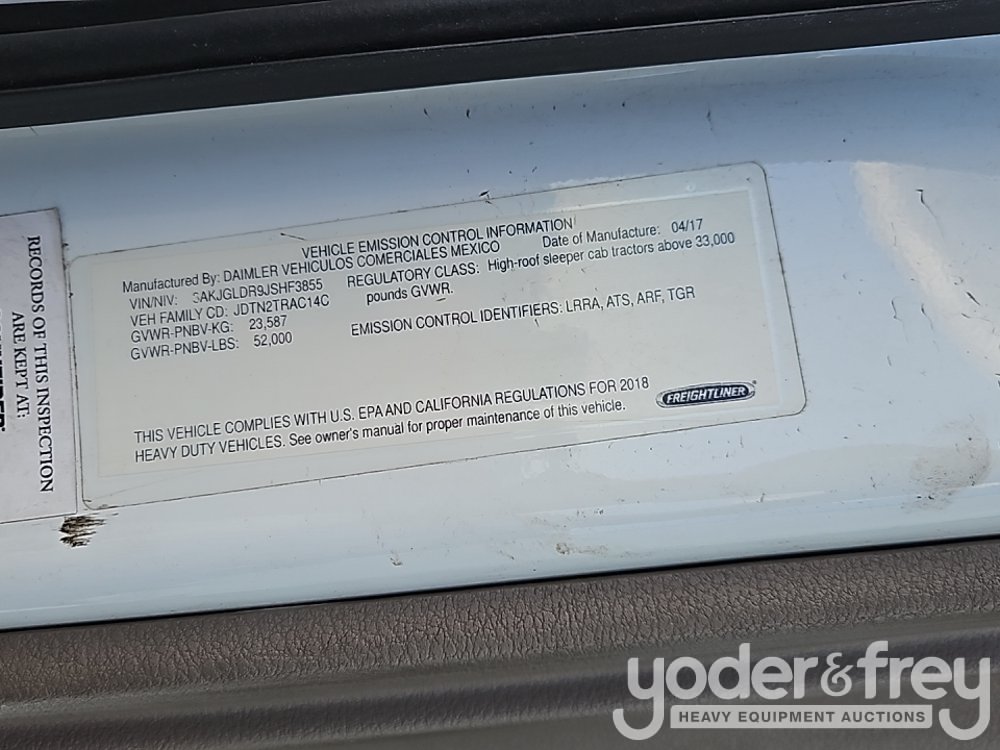 VEHICLE EMISSION CONTROL INFORMATION
Manufactured By: DAIMLER VEHICULOS COMERCIALES MEXICO Date of Manufacture: 04/17
VIN/NIV: 3AKJGLDR9JSHF3855 REGULATORY CLASS: High-roof sleeper cab tractors above 33,000
VEH FAMILY CD: JDTN2TRAC14C pounds GVWR.
GVWR-PNBV-KG: 23,587
GVWR-PNBV-LBS: 52,000 EMISSION CONTROL IDENTIFIERS: LRRA, ATS, ARF, TGR
THIS VEHICLE COMPLIES WITH U.S. EPA AND CALIFORNIA REGULATIONS FOR 2018
HEAVY DUTY VEHICLES. See owner's manual for proper maintenance of this vehicle.
FREIGHTLINER
RECORDS OF THIS INSPECTION
ARE KEPT AT:
yoder&frey
HEAVY EQUIPMENT AUCTIONS